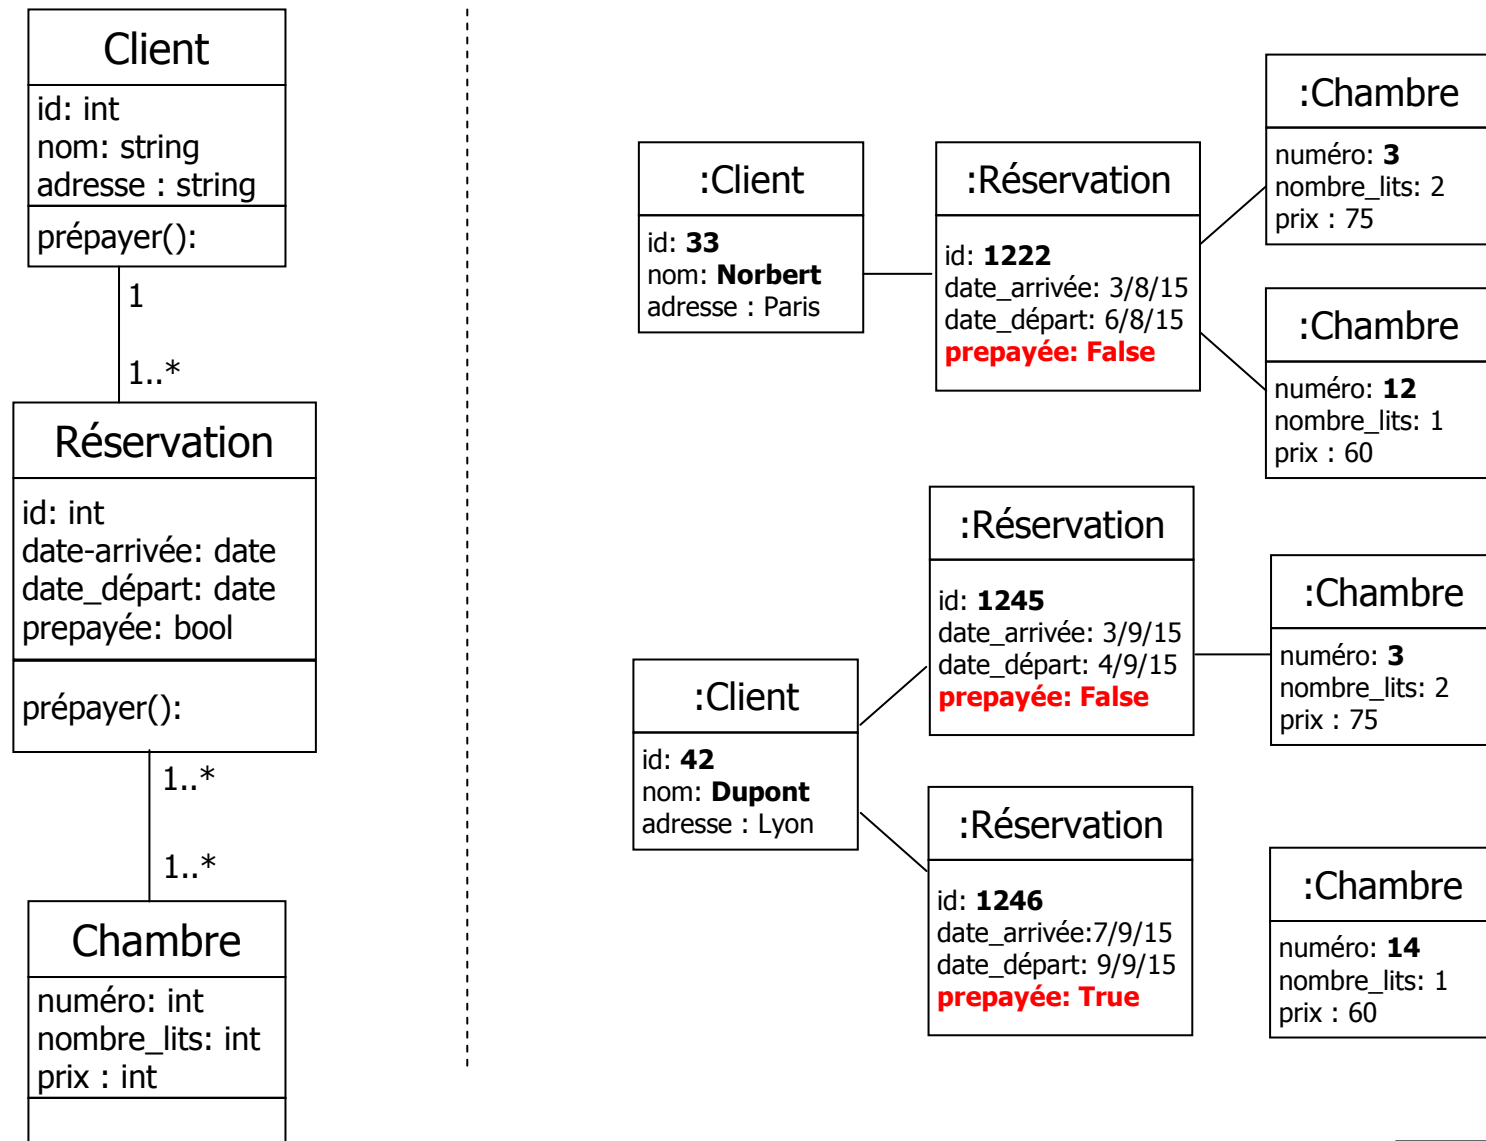 Client
id: int
nom: string
adresse : string
prépayer():
1
1..*
Réservation
id: int
date-arrivée: date
date_départ: date
prepayée: bool
prépayer():
1..*
1..*
Chambre
numéro: int
nombre_lits: int
prix : int
:Client
id: 33
nom: Norbert
adresse : Paris
:Réservation
id: 1222
date_arrivée: 3/8/15
date_départ: 6/8/15
prepayée: False
:Chambre
numéro: 3
nombre_lits: 2
prix : 75
:Chambre
numéro: 12
nombre_lits: 1
prix : 60
:Client
id: 42
nom: Dupont
adresse : Lyon
:Réservation
id: 1245
date_arrivée: 3/9/15
date_départ: 4/9/15
prepayée: False
:Chambre
numéro: 3
nombre_lits: 2
prix : 75
:Réservation
id: 1246
date_arrivée:7/9/15
date_départ: 9/9/15
prepayée: True
:Chambre
numéro: 14
nombre_lits: 1
prix : 60